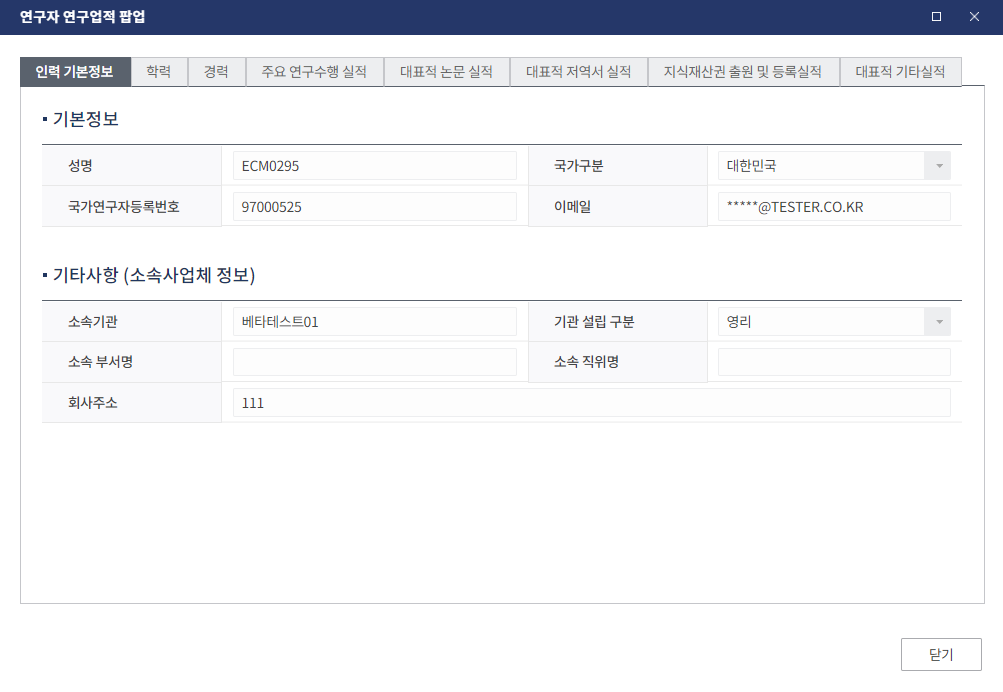 연구자 연구업적 팝업
인력 기본정보 학력 경력 주요 연구수행 실적 대표적 논문 실적 대표적 저역서 실적 지식재산권 출원 및 등록실적 대표적 기타실적
기본정보
성명 ECM0295 국가구분 대한민국
국가연구자등록번호 97000525 이메일 *****@TESTER.CO.KR
기타사항 (소속사업체 정보)
소속기관 베타테스트01 기관 설립 구분 영리
소속 부서명 소속 직위명
회사주소 111
닫기